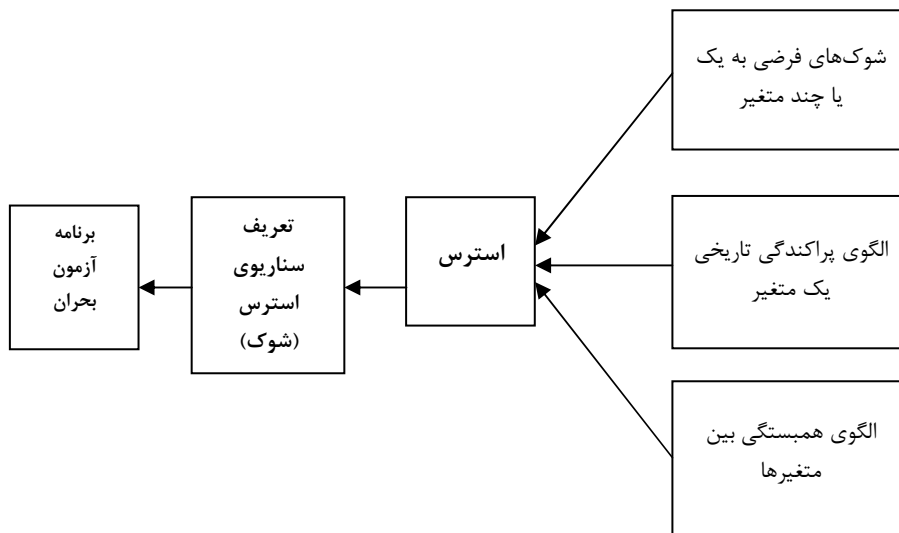 شوک‌های فرضی به یک
یا چند متغیر
الگوی پراکندگی تاریخی
یک متغیر
الگوی همبستگی بین
متغیرها
استرس
تعریف
سناریوی
استرس
(شوک)
برنامه
آزمون
بحران